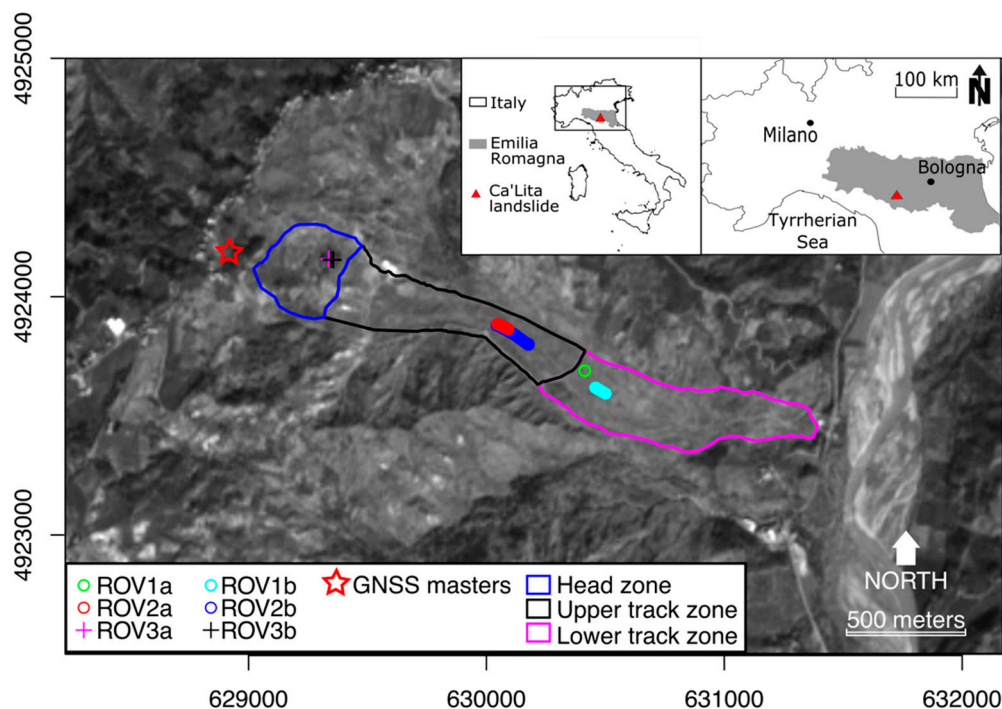 4925000
4924000
4923000
Italy
Emilia
Romagna
Ca'Lita
landslide
100 km
N
Milano
Bologna
Tyrrherian
Sea
ROV1a
ROV1b
GNSS masters
Head zone
ROV2a
ROV2b
Upper track zone
ROV3a
ROV3b
Lower track zone
NORTH
500 meters
629000
630000
631000
632000